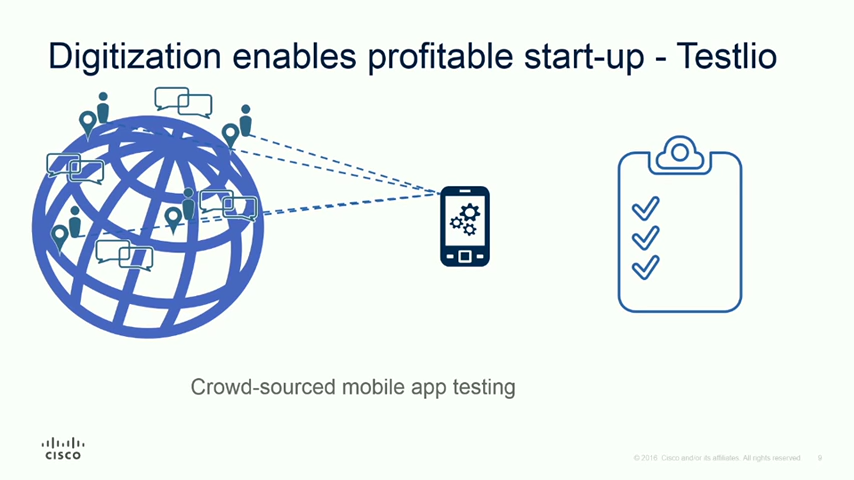 Digitization enables profitable start-up - Testlio
Crowd-sourced mobile app testing
CISCO
© 2016 Cisco and/or its affiliates. All rights reserved. 9